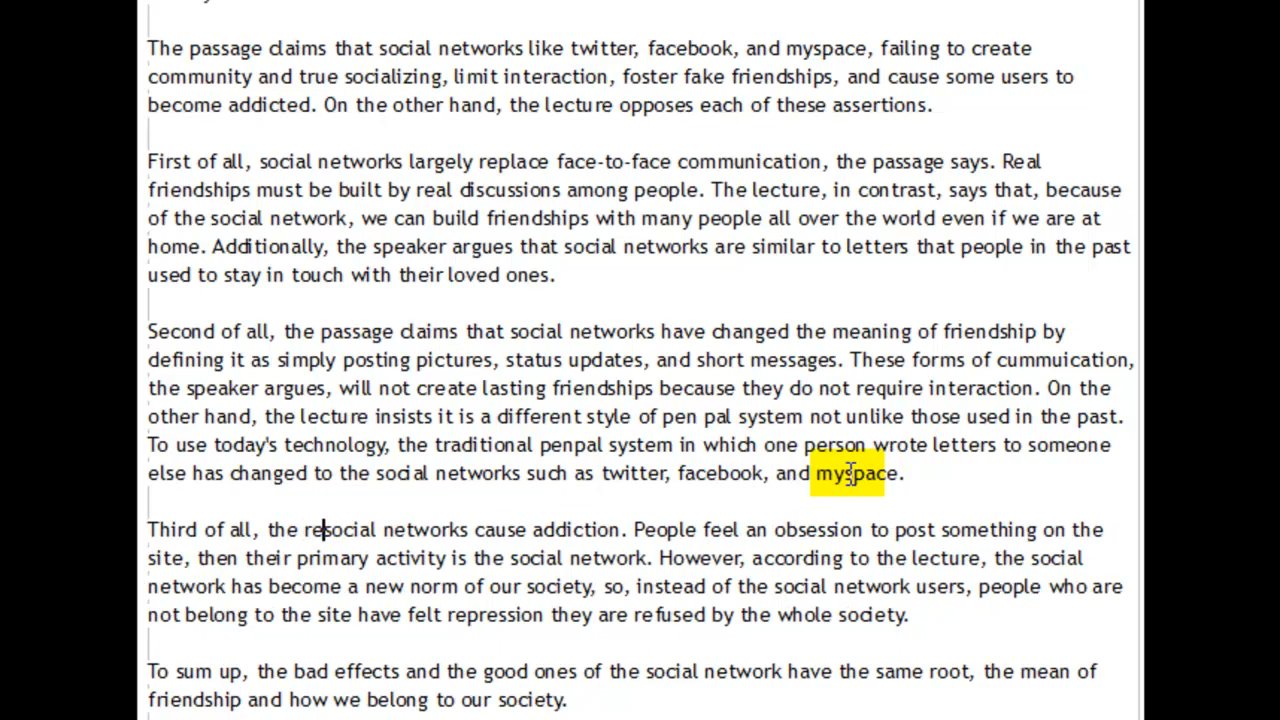 The passage claims that social networks like twitter, facebook, and myspace, failing to create
community and true socializing, limit interaction, foster fake friendships, and cause some users to
become addicted. On the other hand, the lecture opposes each of these assertions.
First of all, social networks largely replace face-to-face communication, the passage says. Real
friendships must be built by real discussions among people. The lecture, in contrast, says that, because
of the social network, we can build friendships with many people all over the world even if we are at
home. Additionally, the speaker argues that social networks are similar to letters that people in the past
used to stay in touch with their loved ones.
Second of all, the passage claims that social networks have changed the meaning of friendship by
defining it as simply posting pictures, status updates, and short messages. These forms of cummuication,
the speaker argues, will not create lasting friendships because they do not require interaction. On the
other hand, the lecture insists it is a different style of pen pal system not unlike those used in the past.
To use today's technology, the traditional penpal system in which one person wrote letters to someone
else has changed to the social networks such as twitter, facebook, and myspace.
Third of all, the resocial networks cause addiction. People feel an obsession to post something on the
site, then their primary activity is the social network. However, according to the lecture, the social
network has become a new norm of our society, so, instead of the social network users, people who are
not belong to the site have felt repression they are refused by the whole society.
To sum up, the bad effects and the good ones of the social network have the same root, the mean of
friendship and how we belong to our society.